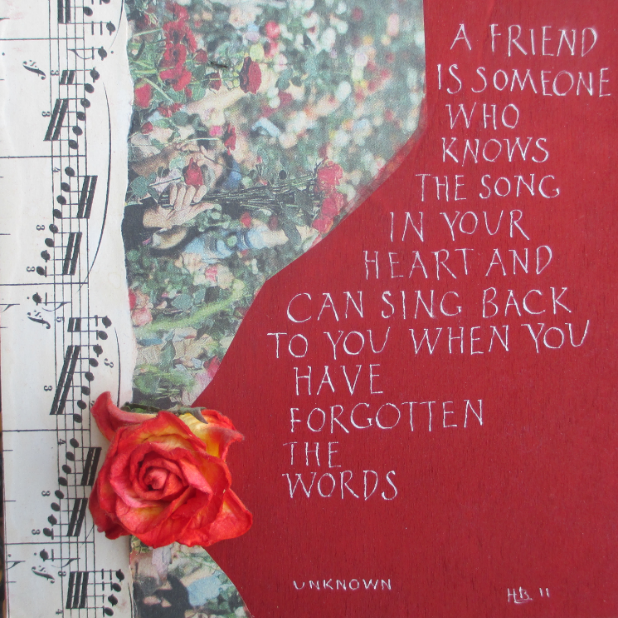 A FRIEND
IS SOMEONE
WHO
KNOWS
THE SONG
IN YOUR
HEART AND
CAN SING BACK
TO YOU WHEN YOU
HAVE
FORGOTTEN
THE
WORDS
UNKNOWN
HB 11